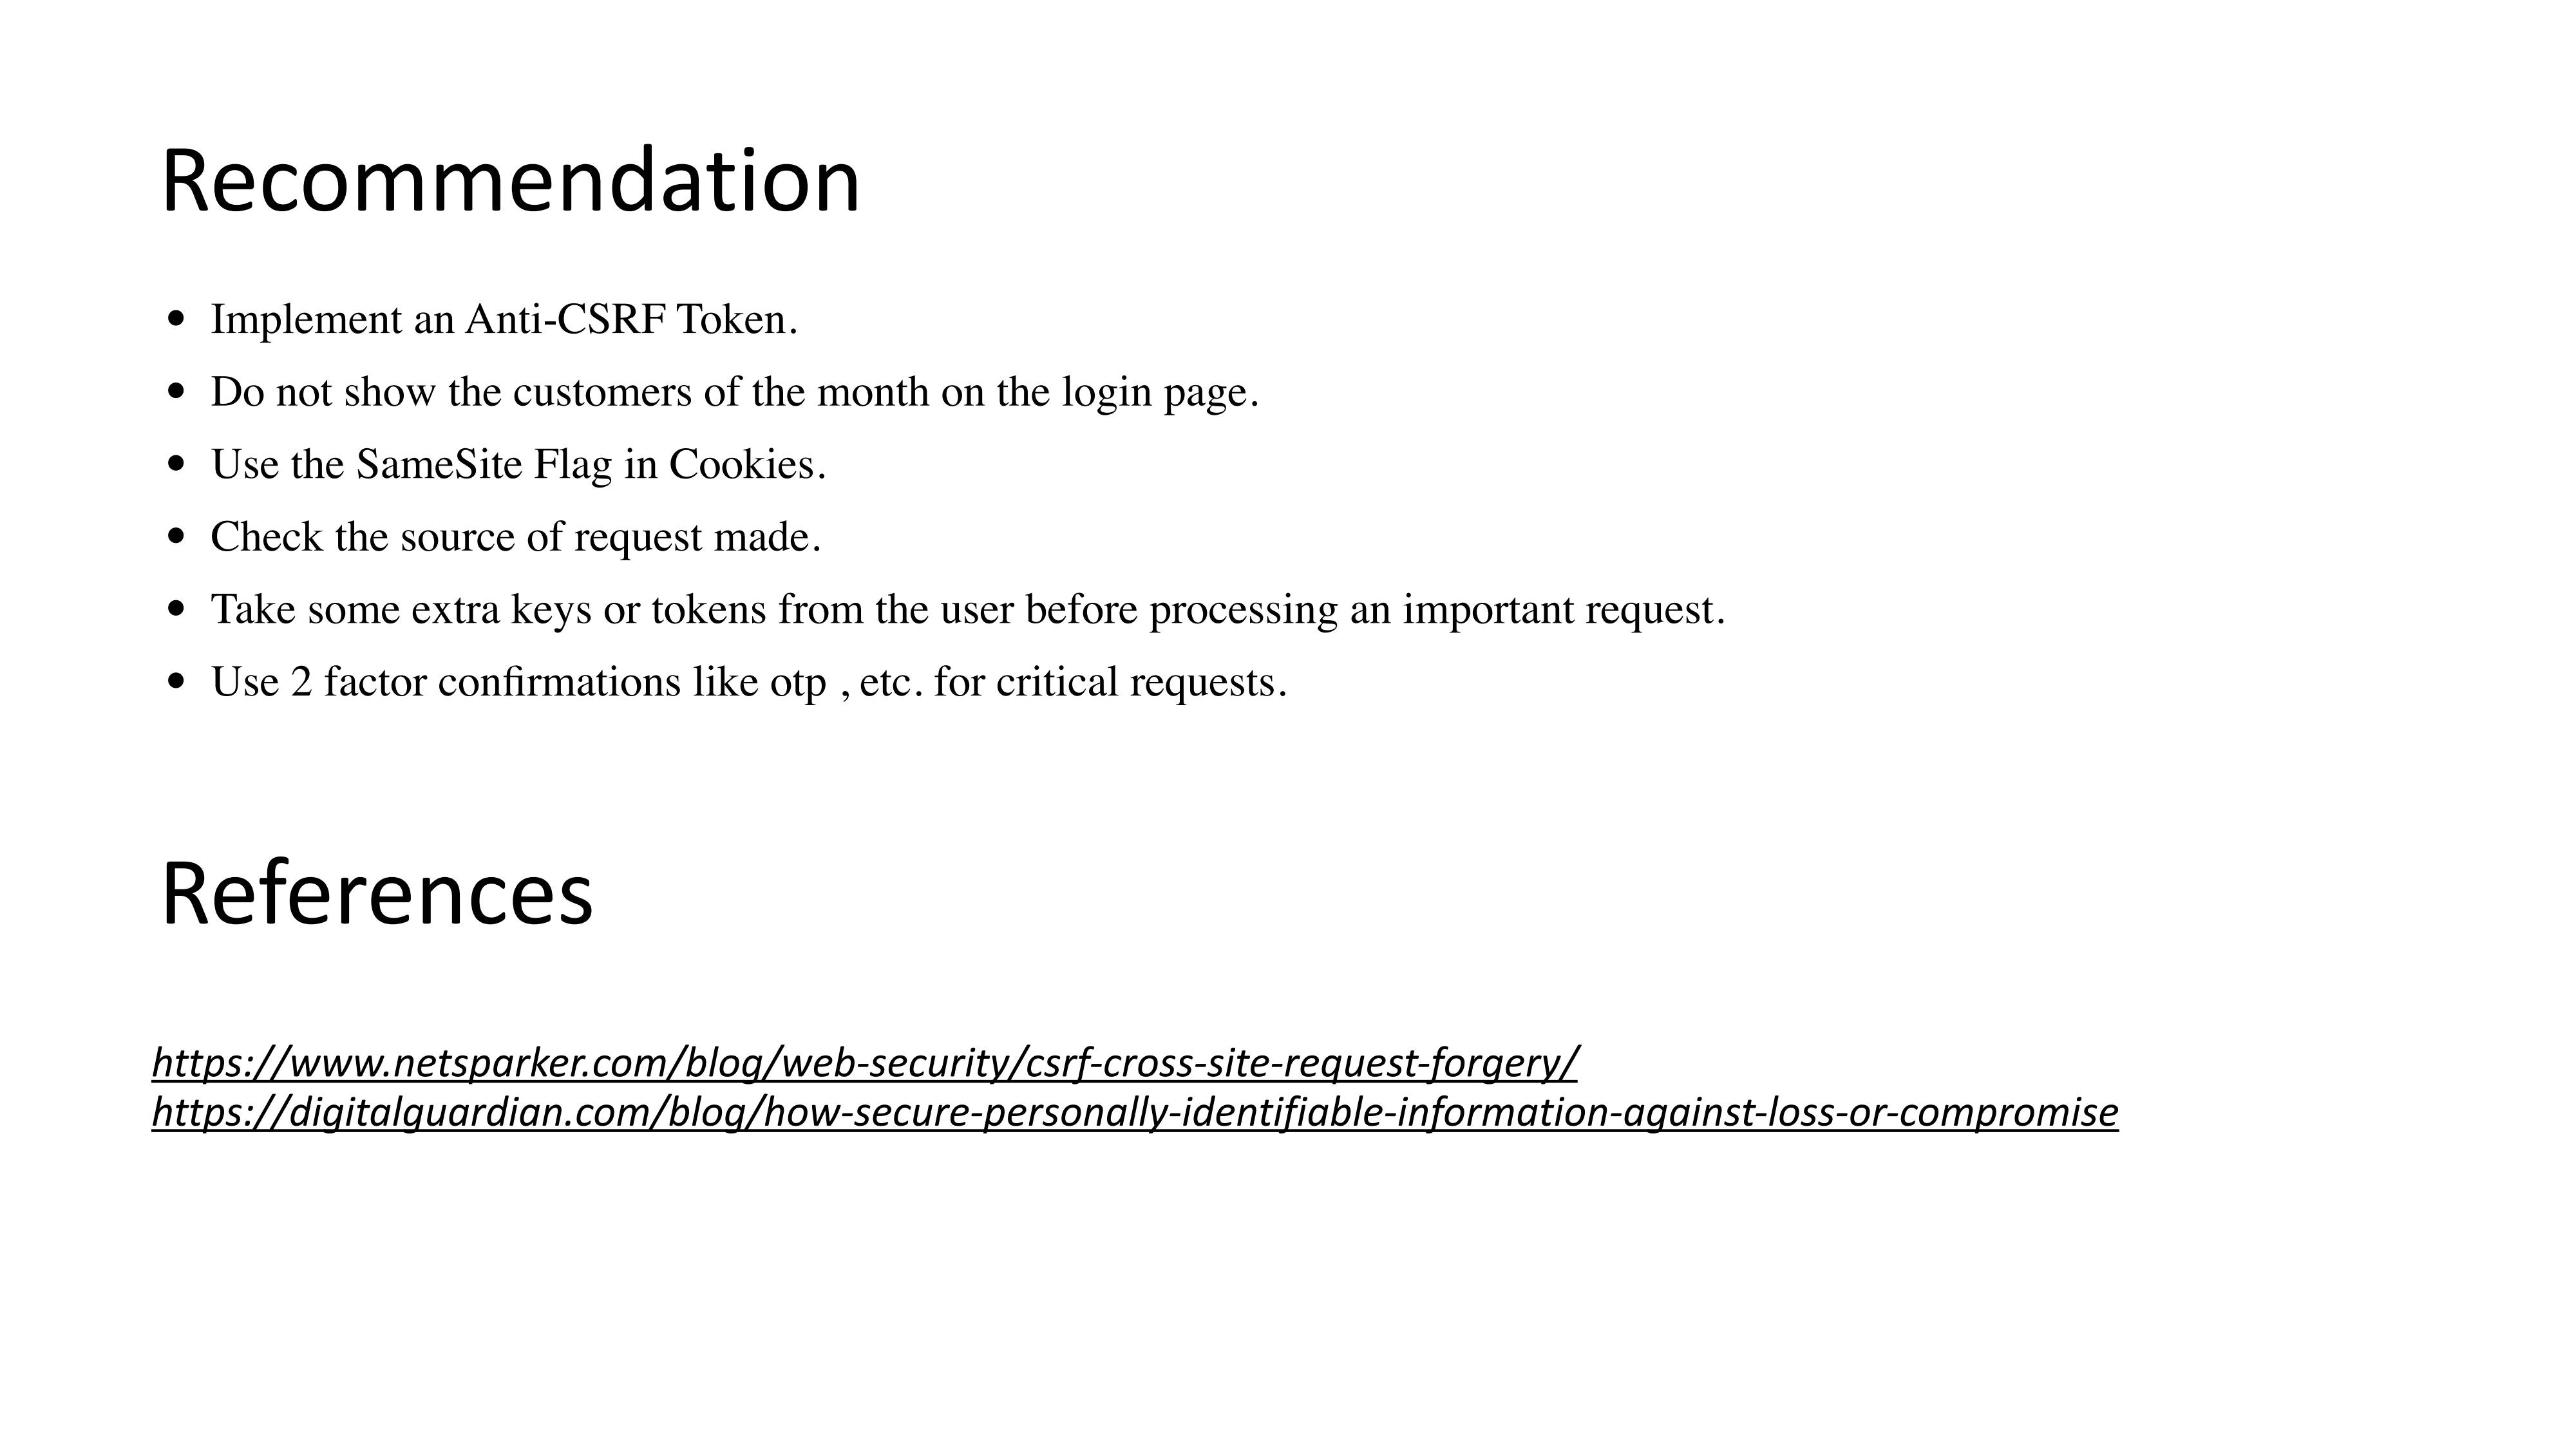 Recommendation
• Implement an Anti-CSRF Token.
• Do not show the customers of the month on the login page.
• Use the SameSite Flag in Cookies.
• Check the source of request made.
• Take some extra keys or tokens from the user before processing an important request.
• Use 2 factor confirmations like otp , etc. for critical requests.
References
https://www.netsparker.com/blog/web-security/csrf-cross-site-request-forgery/
https://digitalguardian.com/blog/how-secure-personally-identifiable-information-against-loss-or-compromise